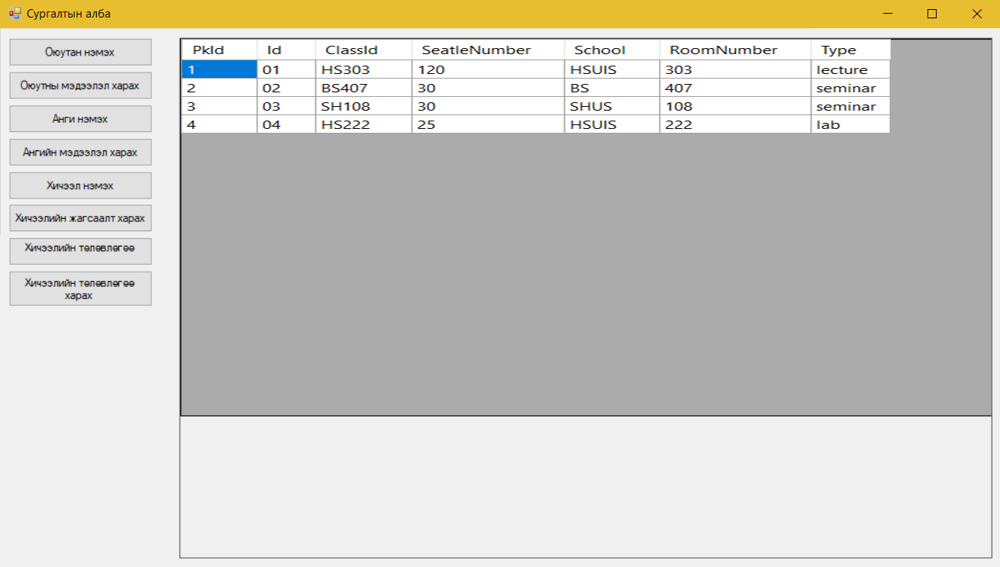 Сургалтын алба
Оюутан нэмэх
Оюутны мэдээлэл харах
Анги нэмэх
Ангийн мэдээлэл харах
Хичээл нэмэх
Хичээлийн жагсаалт харах
Хичээлийн төлөвлөгөө
Хичээлийн төлөвлөгөө
харах
PkId Id ClassId SeatleNumber School RoomNumber Type
1 01 HS303 120 HSUIS 303 lecture
2 02 BS407 30 BS 407 seminar
3 03 SH108 30 SHUS 108 seminar
4 04 HS222 25 HSUIS 222 lab